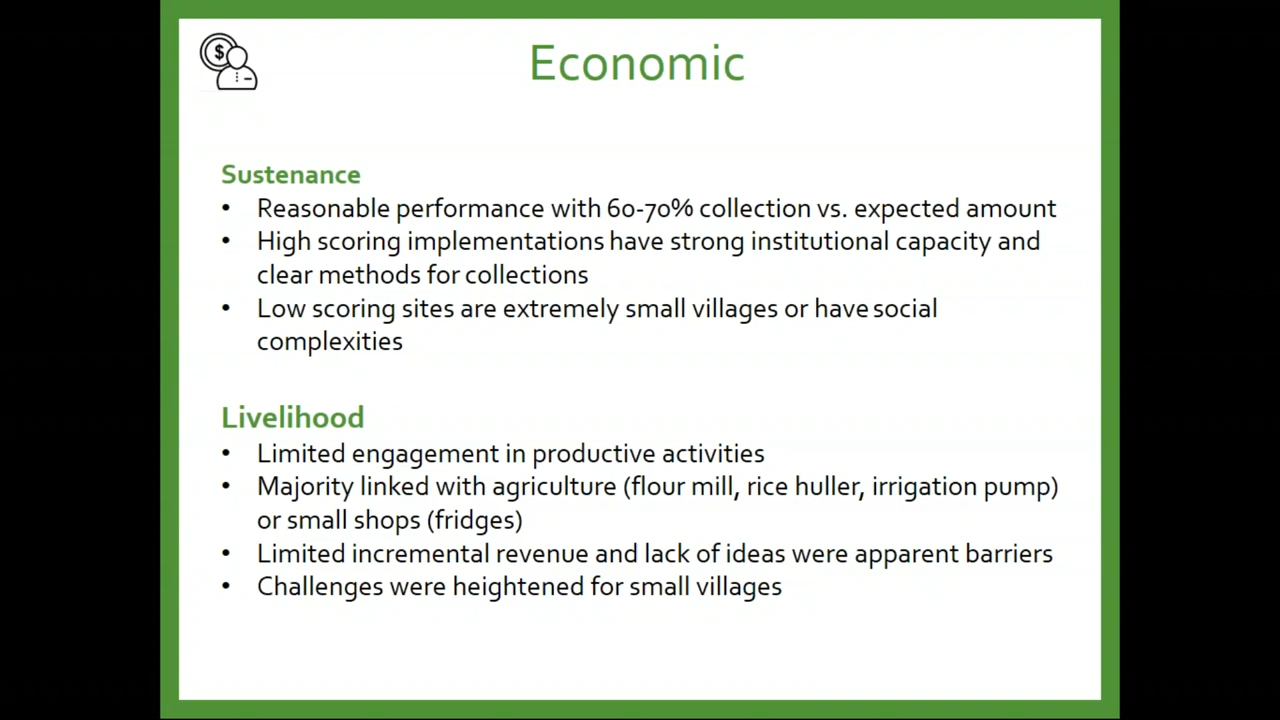 $
Economic
Sustenance
• Reasonable performance with 60-70% collection vs. expected amount
• High scoring implementations have strong institutional capacity and
clear methods for collections
• Low scoring sites are extremely small villages or have social
complexities
Livelihood
• Limited engagement in productive activities
• Majority linked with agriculture (flour mill, rice huller, irrigation pump)
or small shops (fridges)
• Limited incremental revenue and lack of ideas were apparent barriers
• Challenges were heightened for small villages